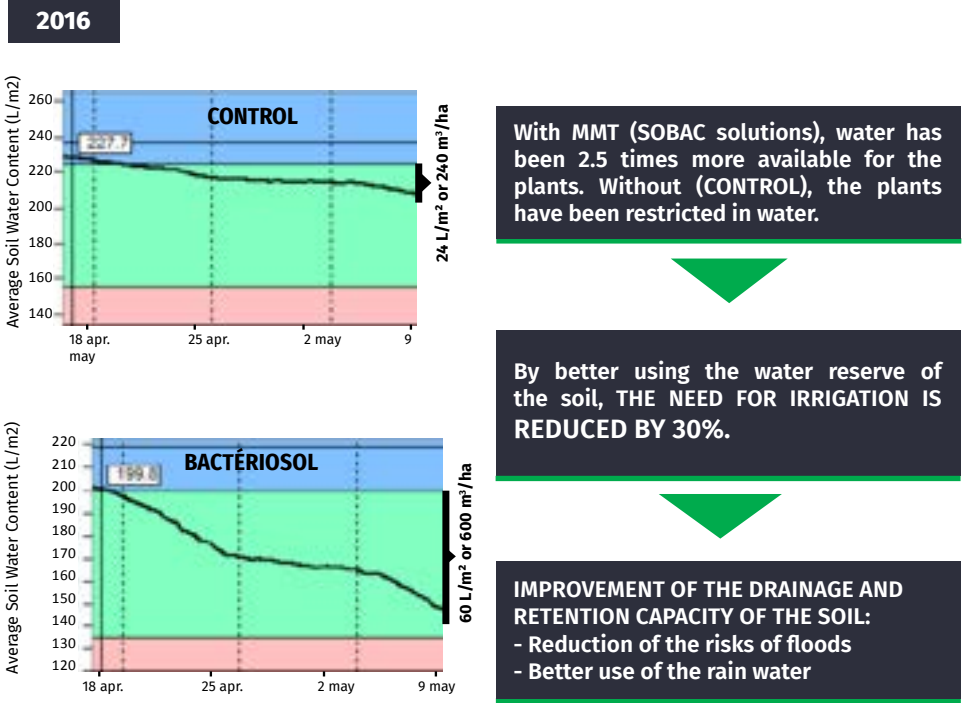 2016
Average Soil Water Content (L/m2)
CONTROL
227.7
260
240
220
200
180
160
140
18 apr. 25 apr. 2 may 9
may
24 L/m² or 240 m³/ha
Average Soil Water Content (L/m2)
BACTÉRIOSOL
199.8
220
210
200
190
180
170
160
150
140
130
120
18 apr. 25 apr. 2 may 9 may
60 L/m² or 600 m³/ha
With MMT (SOBAC solutions), water has
been 2.5 times more available for the
plants. Without (CONTROL), the plants
have been restricted in water.
By better using the water reserve of
the soil, THE NEED FOR IRRIGATION IS
REDUCED BY 30%.
IMPROVEMENT OF THE DRAINAGE AND
RETENTION CAPACITY OF THE SOIL:
- Reduction of the risks of floods
- Better use of the rain water